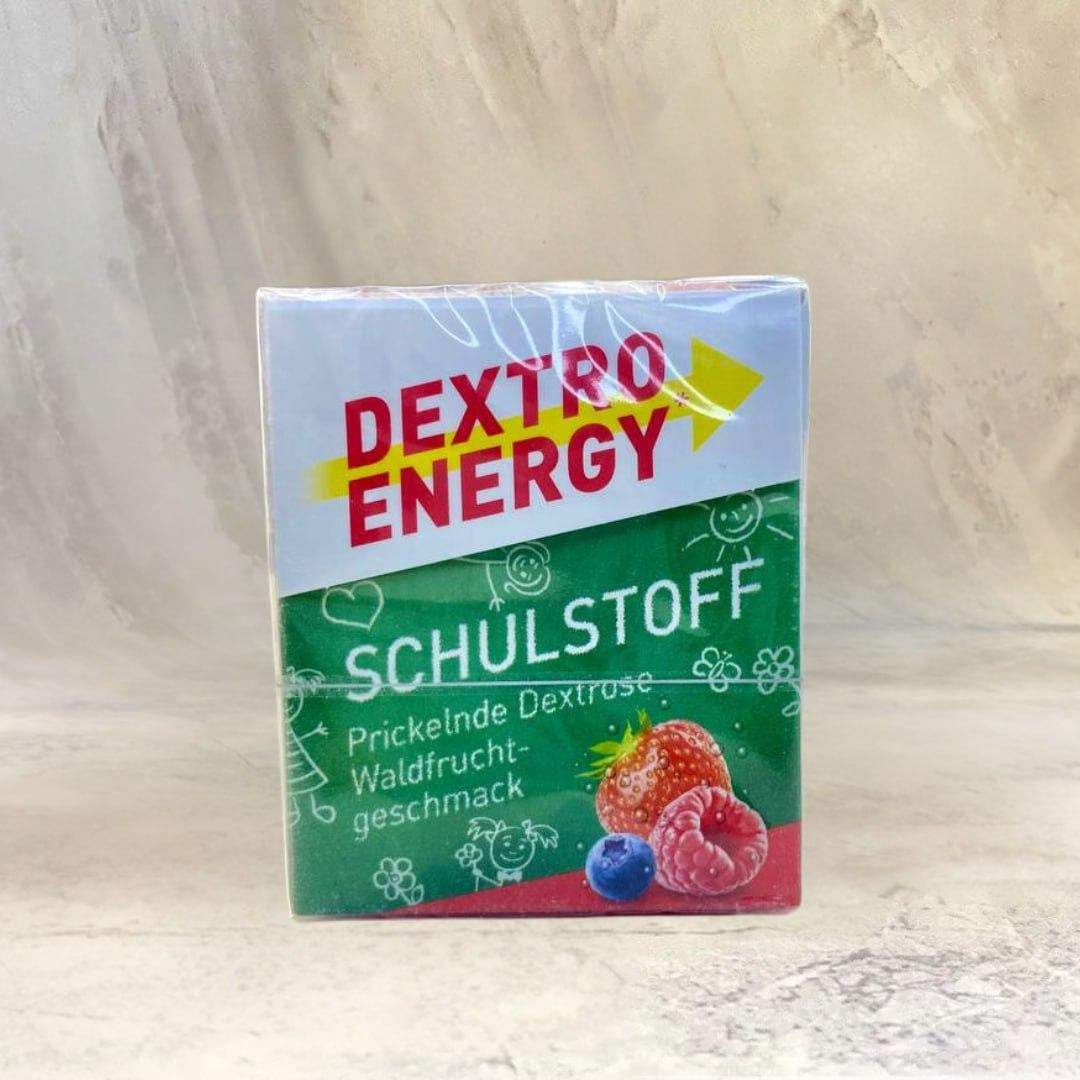 DEXTRO
ENERGY*
SCHULSTOFF
Prickelnde Dextrose
Waldfrucht-
geschmack